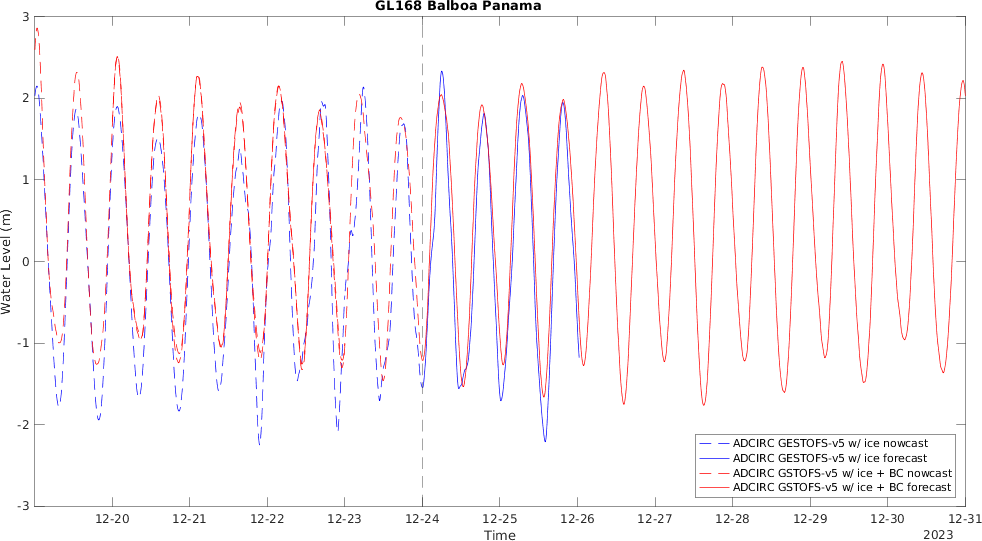 GL168 Balboa Panama
3
2
1
0
-1
-2
-3
Water Level (m)
ADCIRC GESTOFS-v5 w/ ice nowcast
ADCIRC GESTOFS-v5 w/ ice forecast
ADCIRC GSTOFS-v5 w/ ice + BC nowcast
ADCIRC GSTOFS-v5 w/ ice + BC forecast
12-20 12-21 12-22 12-23 12-24 12-25 12-26 12-27 12-28 12-29 12-30 12-31
Time
2023